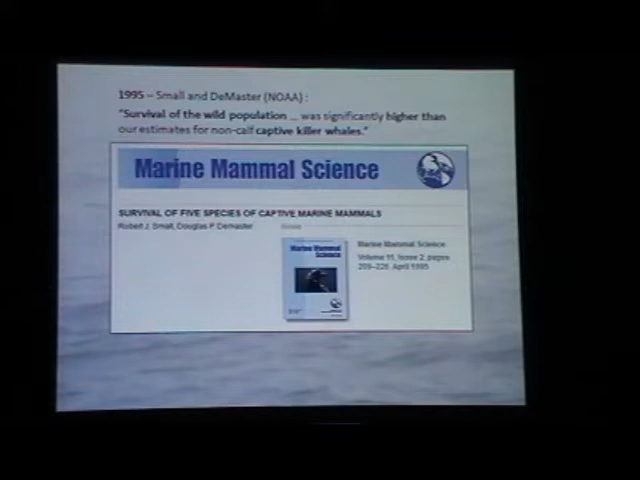 1995 – Small and DeMaster (NOAA) :
"Survival of the wild population ... was significantly higher than
our estimates for non-calf captive killer whales."
Marine Mammal Science
SURVIVAL OF FIVE SPECIES OF CAPTIVE MARINE MAMMALS
Robert J. Small, Douglas P. Demaster
Marine Mammal
Science
Marine Mammal Science
Volume 11, Issue 2, pages
209–226, April 1995